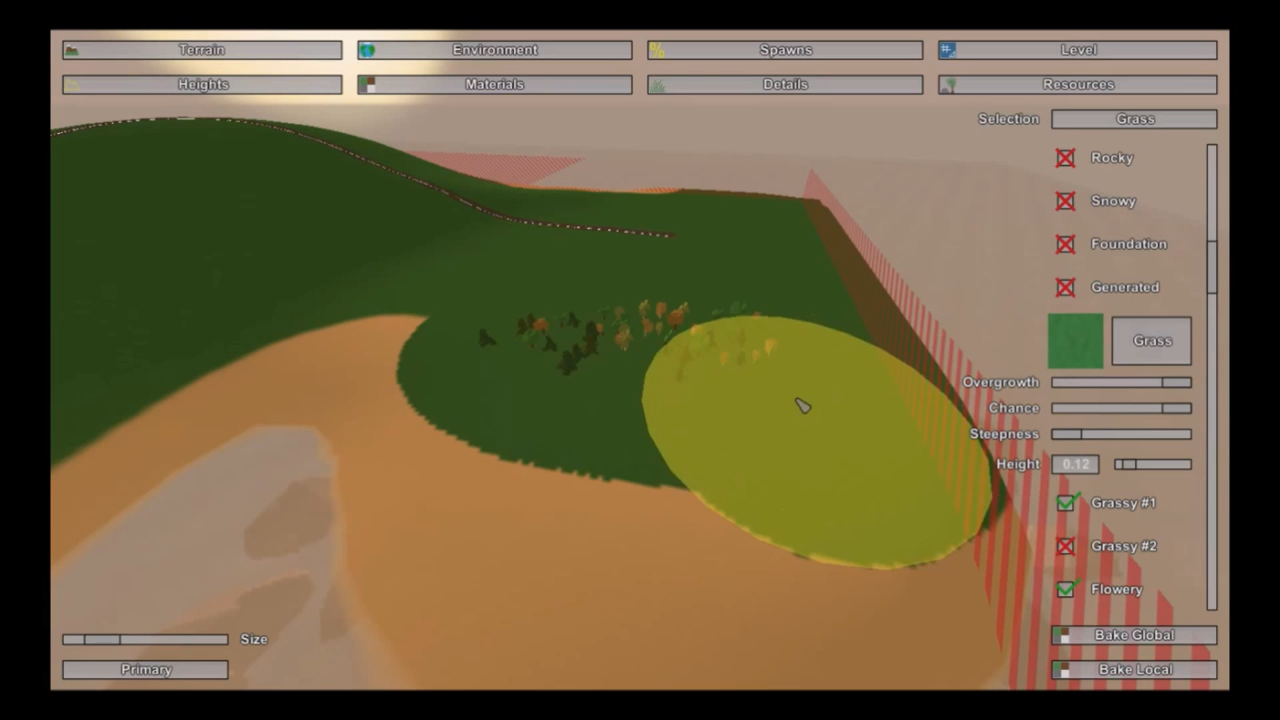 Terrain Environment Spawns Level
Heights Materials Details Resources
Selection Grass
Rocky
Snowy
Foundation
Generated
Grass
Overgrowth
Chance
Steepness
Height 0.12
Grassy #1
Grassy #2
Flowery
Size Bake Global
Primary Bake Local